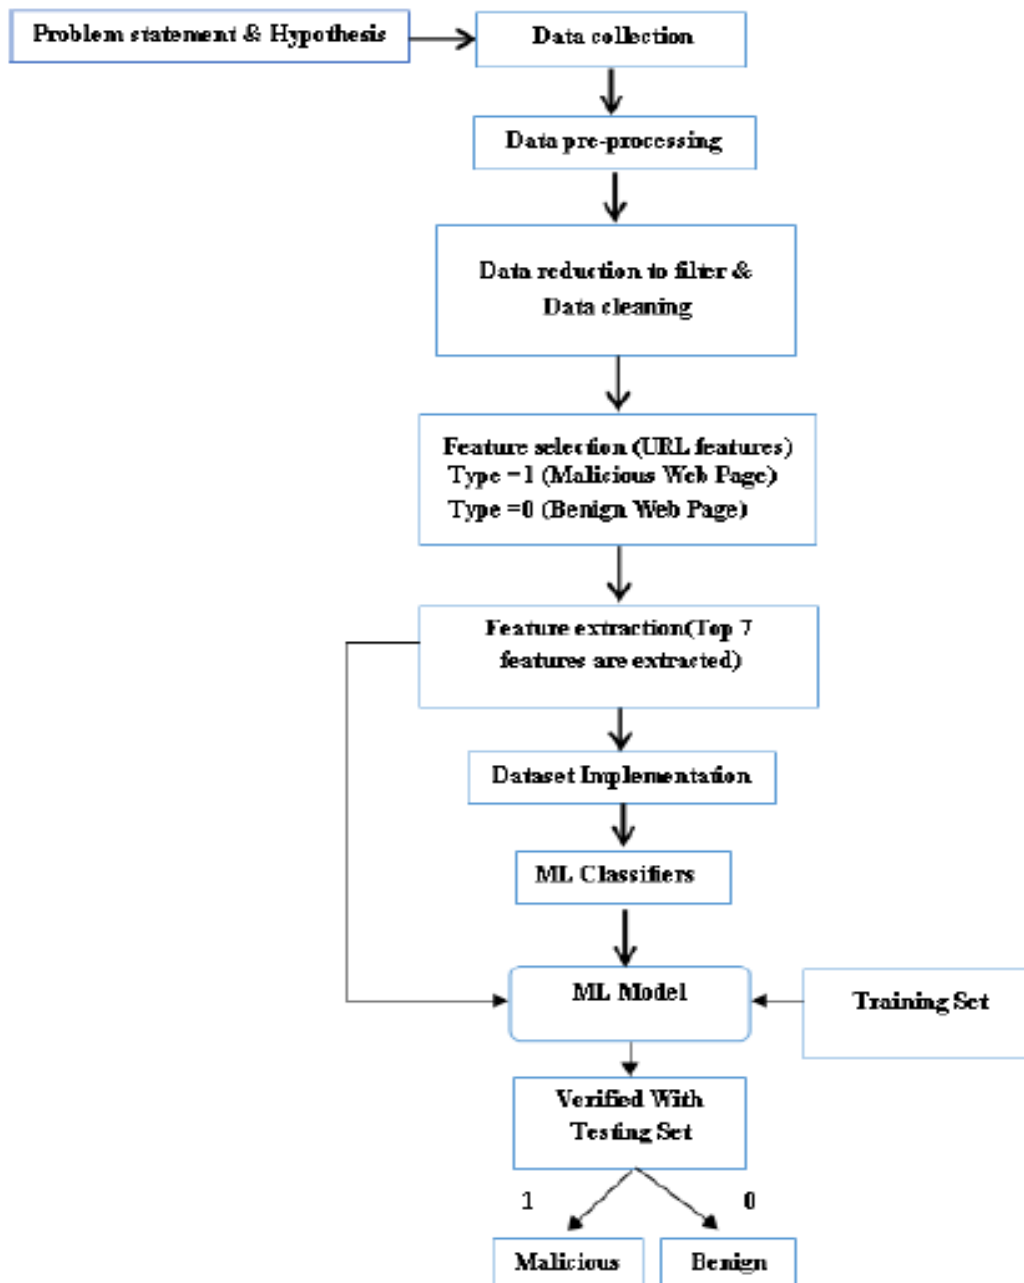 Problem statement & Hypothesis
Data collection
Data pre-processing
Data reduction to filter &
Data cleaning
Feature selection (URL features)
Type =1 (Malicious Web Page)
Type =0 (Benign Web Page)
Feature extraction(Top 7
features are extracted)
Dataset Implementation
ML Classifiers
ML Model
Training Set
Verified With
Testing Set
1
0
Malicious
Benign